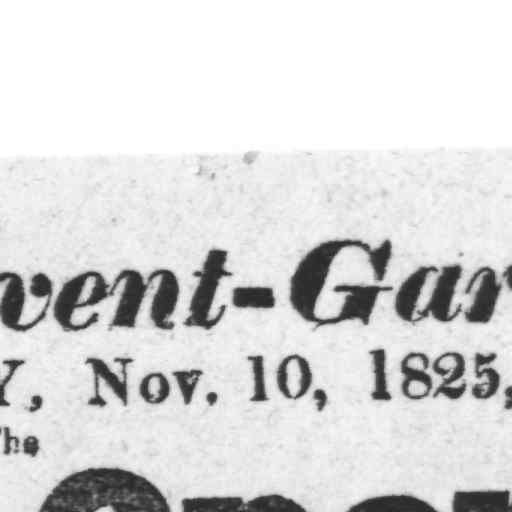 vent-Gar
Y, Nov. 10, 1825,
The